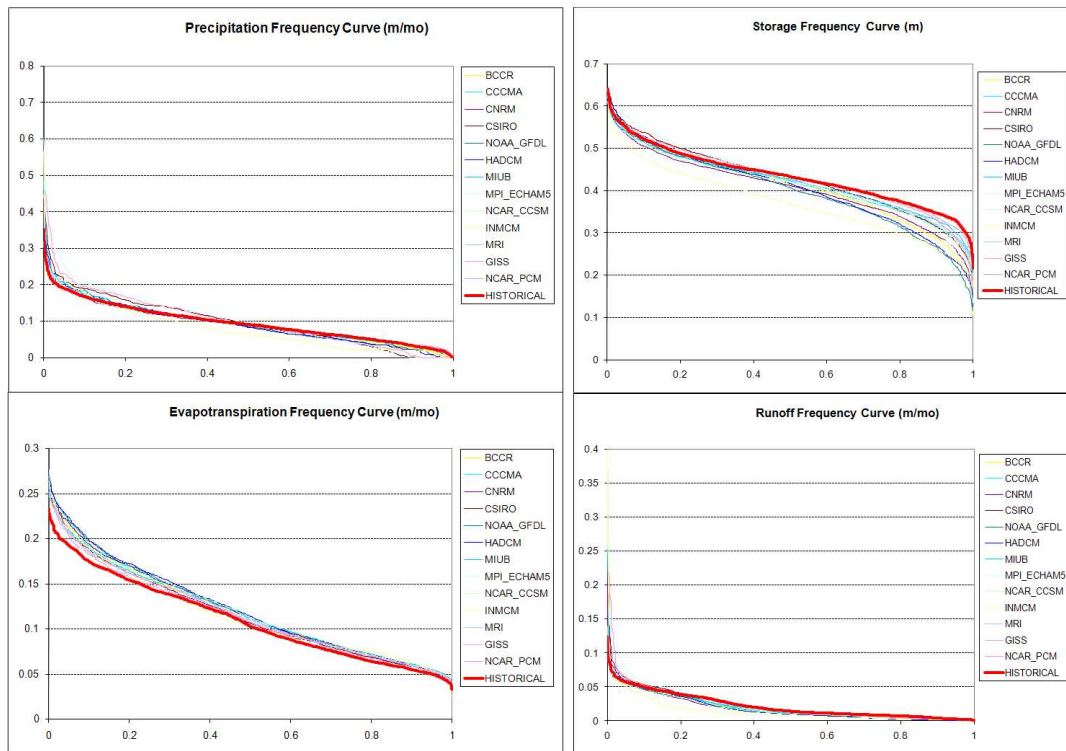 Precipitation Frequency Curve (m/mo)
0.8
0.7
0.6
0.5
0.4
0.3
0.2
0.1
0
0
0.2
0.4
0.6
0.8
1
BCCR
CCCMA
CNRM
CSIRO
NOAA_GFDL
HADCM
MIUB
MPI_ECHAM5
NCAR_CCSM
INMCM
MRI
GISS
NCAR_PCM
HISTORICAL
Storage Frequency Curve (m)
0.7
0.6
0.5
0.4
0.3
0.2
0.1
0
0
0.2
0.4
0.6
0.8
1
BCCR
CCCMA
CNRM
CSIRO
NOAA_GFDL
HADCM
MIUB
MPI_ECHAM5
NCAR_CCSM
INMCM
MRI
GISS
NCAR_PCM
HISTORICAL
Evapotranspiration Frequency Curve (m/mo)
0.3
0.25
0.2
0.15
0.1
0.05
0
0
0.2
0.4
0.6
0.8
1
BCCR
CCCMA
CNRM
CSIRO
NOAA_GFDL
HADCM
MIUB
MPI_ECHAM5
NCAR_CCSM
INMCM
MRI
GISS
NCAR_PCM
HISTORICAL
Runoff Frequency Curve (m/mo)
0.4
0.35
0.3
0.25
0.2
0.15
0.1
0.05
0
0
0.2
0.4
0.6
0.8
1
BCCR
CCCMA
CNRM
CSIRO
NOAA_GFDL
HADCM
MIUB
MPI_ECHAM5
NCAR_CCSM
INMCM
MRI
GISS
NCAR_PCM
HISTORICAL